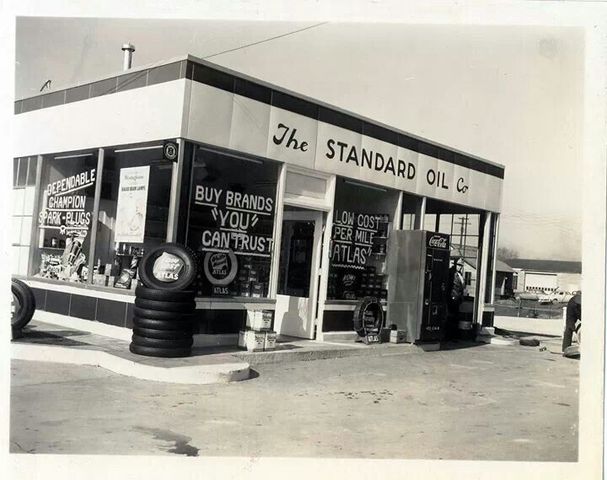 The STANDARD OIL Co
DEPENDABLE
CHAMPION
SPARK-PLUGS
BUY BRANDS
"YOU"
CAN TRUST
ATLAS
LOW COST
PER MILE
ATLAS
Coca-Cola